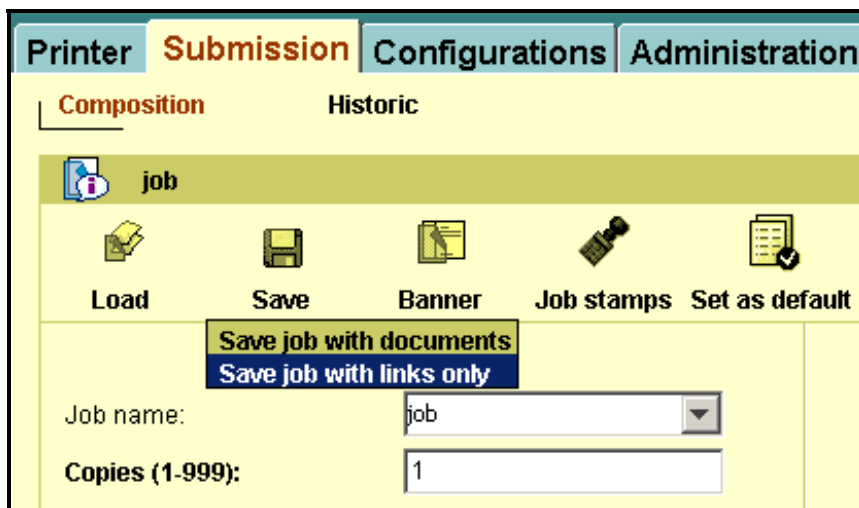 Printer Submission Configurations Administration
Composition Historic
job
Load Save Banner Job stamps Set as default
Save job with documents
Save job with links only
Job name: job
Copies (1-999): 1